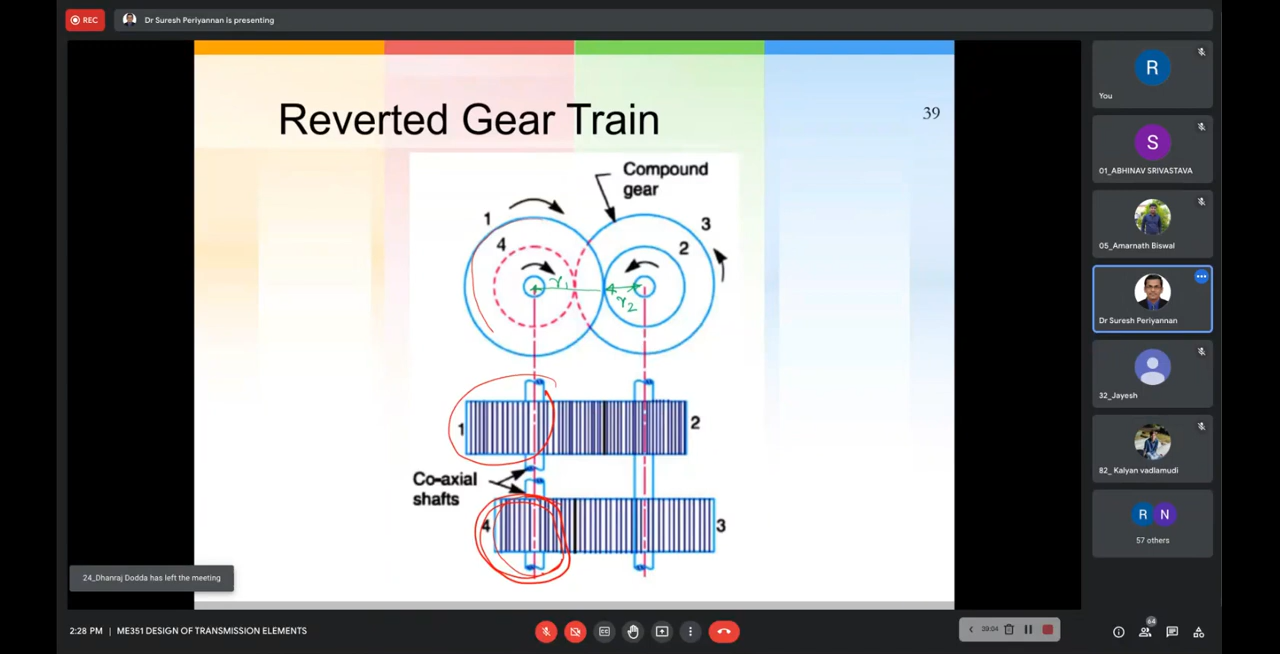 REC
Dr Suresh Periyannan is presenting
Reverted Gear Train
39
Compound
gear
1
3
4
2
r1
r2
1
2
Co-axial
shafts
4
3
R
You
S
01_ABHINAV SRIVASTAVA
05_Amarnath Biswal
Dr Suresh Periyannan
32_Jayesh
82_ Kalyan vadlamudi
R N
57 others
24_Dhanraj Dodda has left the meeting
2:28 PM | ME351 DESIGN OF TRANSMISSION ELEMENTS
CC
64